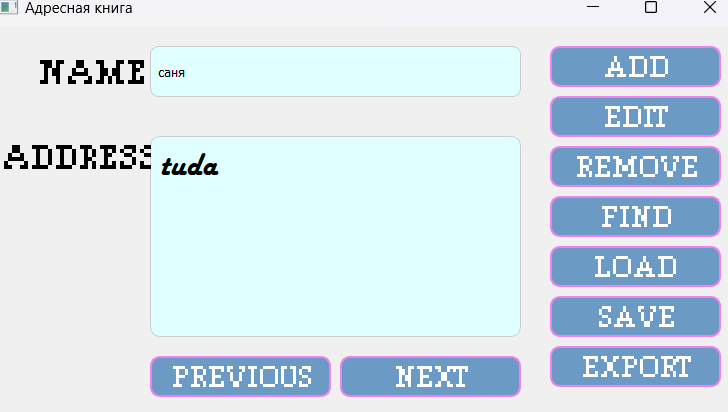 Адресная книга
NAME
саня
ADDRESS
tuda
PREVIOUS
NEXT
ADD
EDIT
REMOVE
FIND
LOAD
SAVE
EXPORT